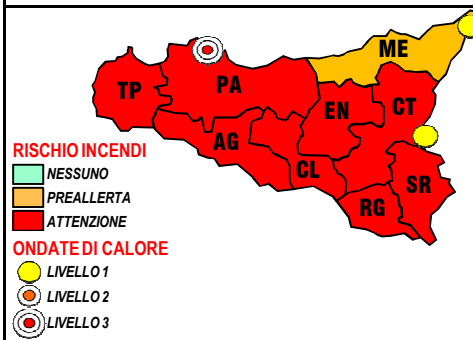 ME
TP
PA
EN
CT
AG
CL
SR
RG
RISCHIO INCENDI
NESSUNO
PREALLERTA
ATTENZIONE
ONDATE DI CALORE
LIVELLO 1
LIVELLO 2
LIVELLO 3